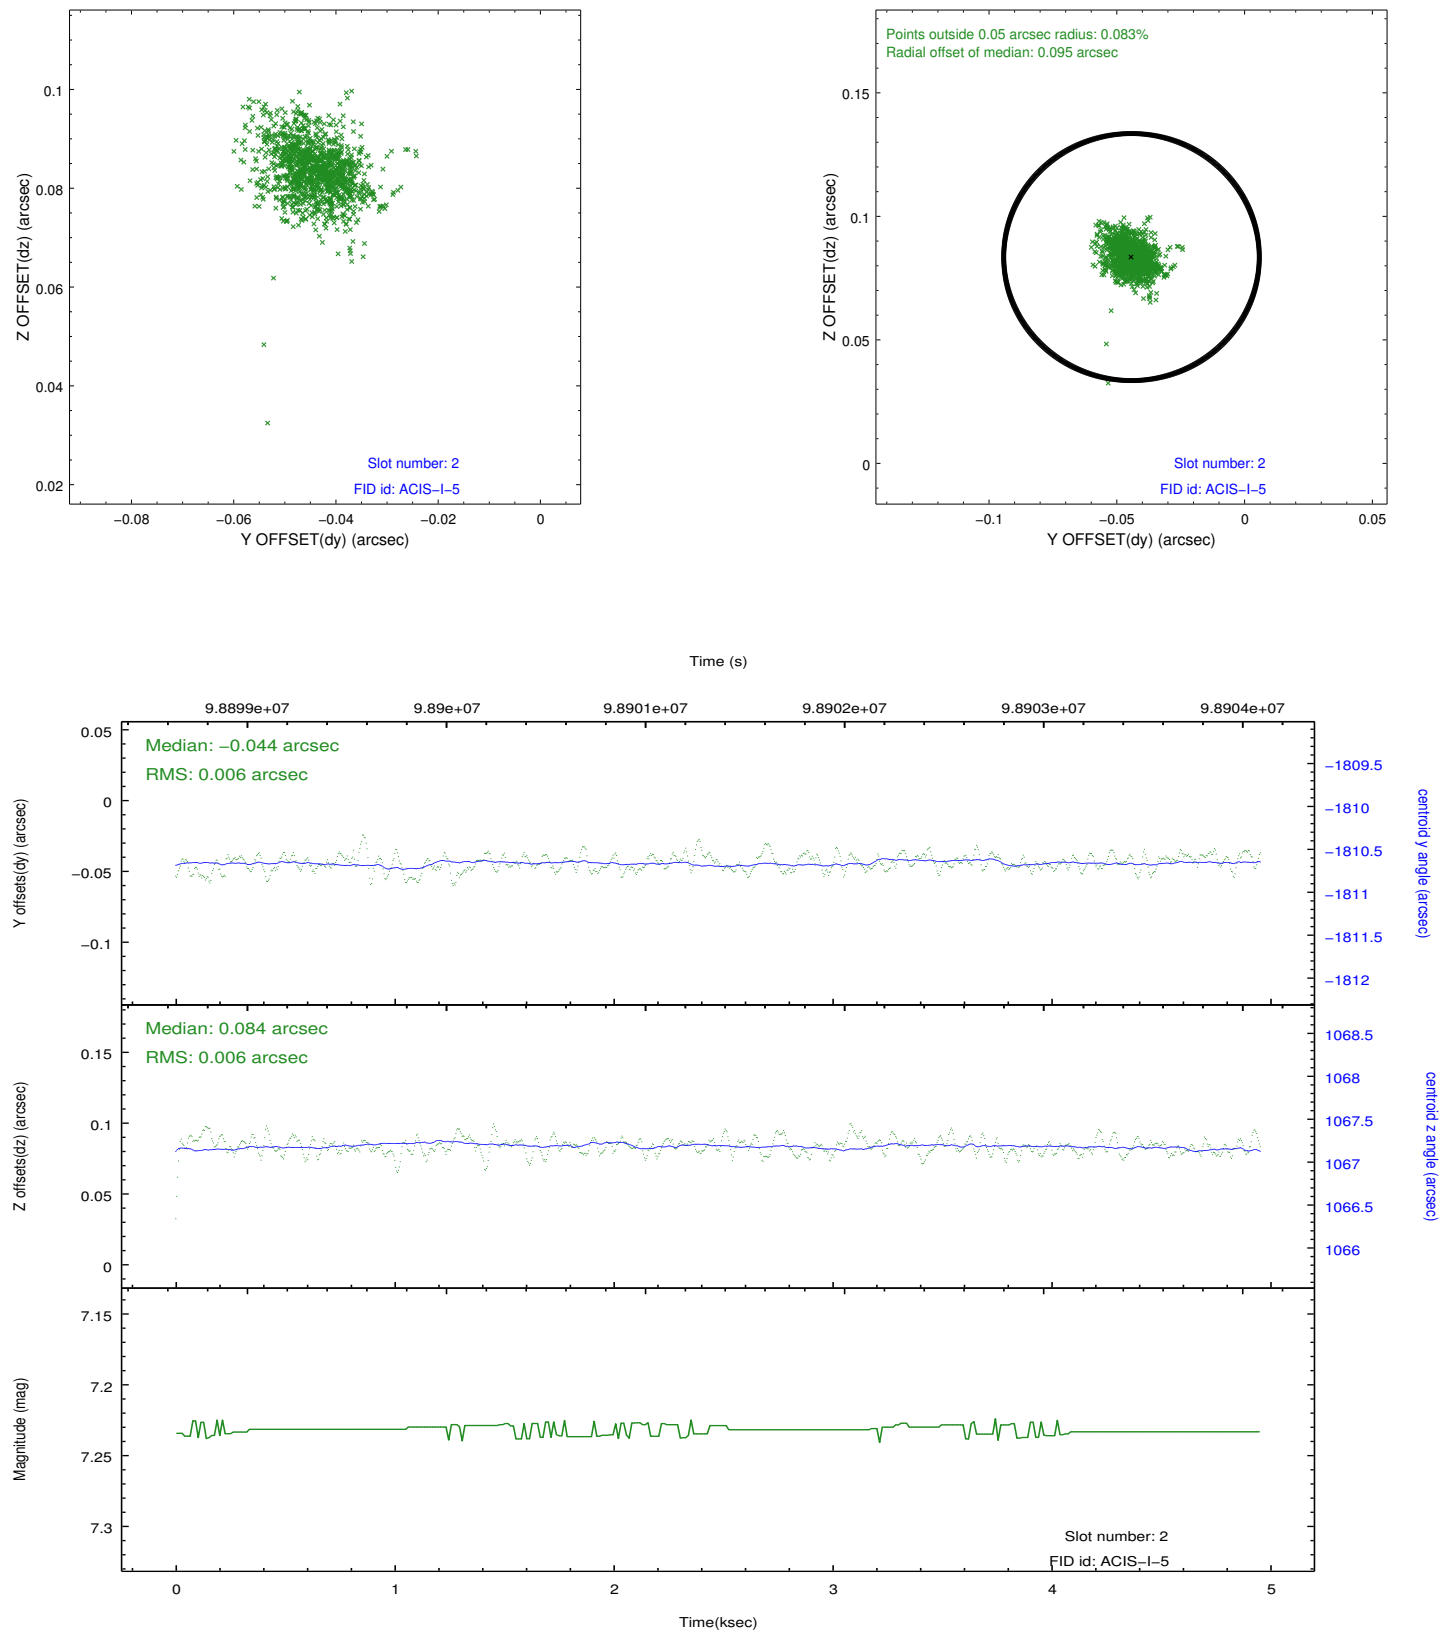 0.1
0.08
0.06
0.04
0.02
Z OFFSET(dz) (arcsec)
Slot number: 2
FID id: ACIS−I−5
−0.08 −0.06 −0.04 −0.02 0
Y OFFSET(dy) (arcsec)
Points outside 0.05 arcsec radius: 0.083%
Radial offset of median: 0.095 arcsec
0.15
0.1
0.05
0
Z OFFSET(dz) (arcsec)
Slot number: 2
FID id: ACIS−I−5
−0.1 −0.05 0 0.05
Y OFFSET(dy) (arcsec)
Time (s)
9.8899e+07 9.89e+07 9.8901e+07 9.8902e+07 9.8903e+07 9.8904e+07
Median: −0.044 arcsec
RMS: 0.006 arcsec
0.05
0
−0.05
−0.1
Y offsets(dy) (arcsec)
−1809.5
−1810
−1810.5
−1811
−1811.5
−1812
centroid y angle (arcsec)
Median: 0.084 arcsec
RMS: 0.006 arcsec
0.15
0.1
0.05
0
Z offsets(dz) (arcsec)
1068.5
1068
1067.5
1067
1066.5
1066
centroid z angle (arcsec)
7.15
7.2
7.25
7.3
Magnitude (mag)
Slot number: 2
FID id: ACIS−I−5
0 1 2 3 4 5
Time(ksec)